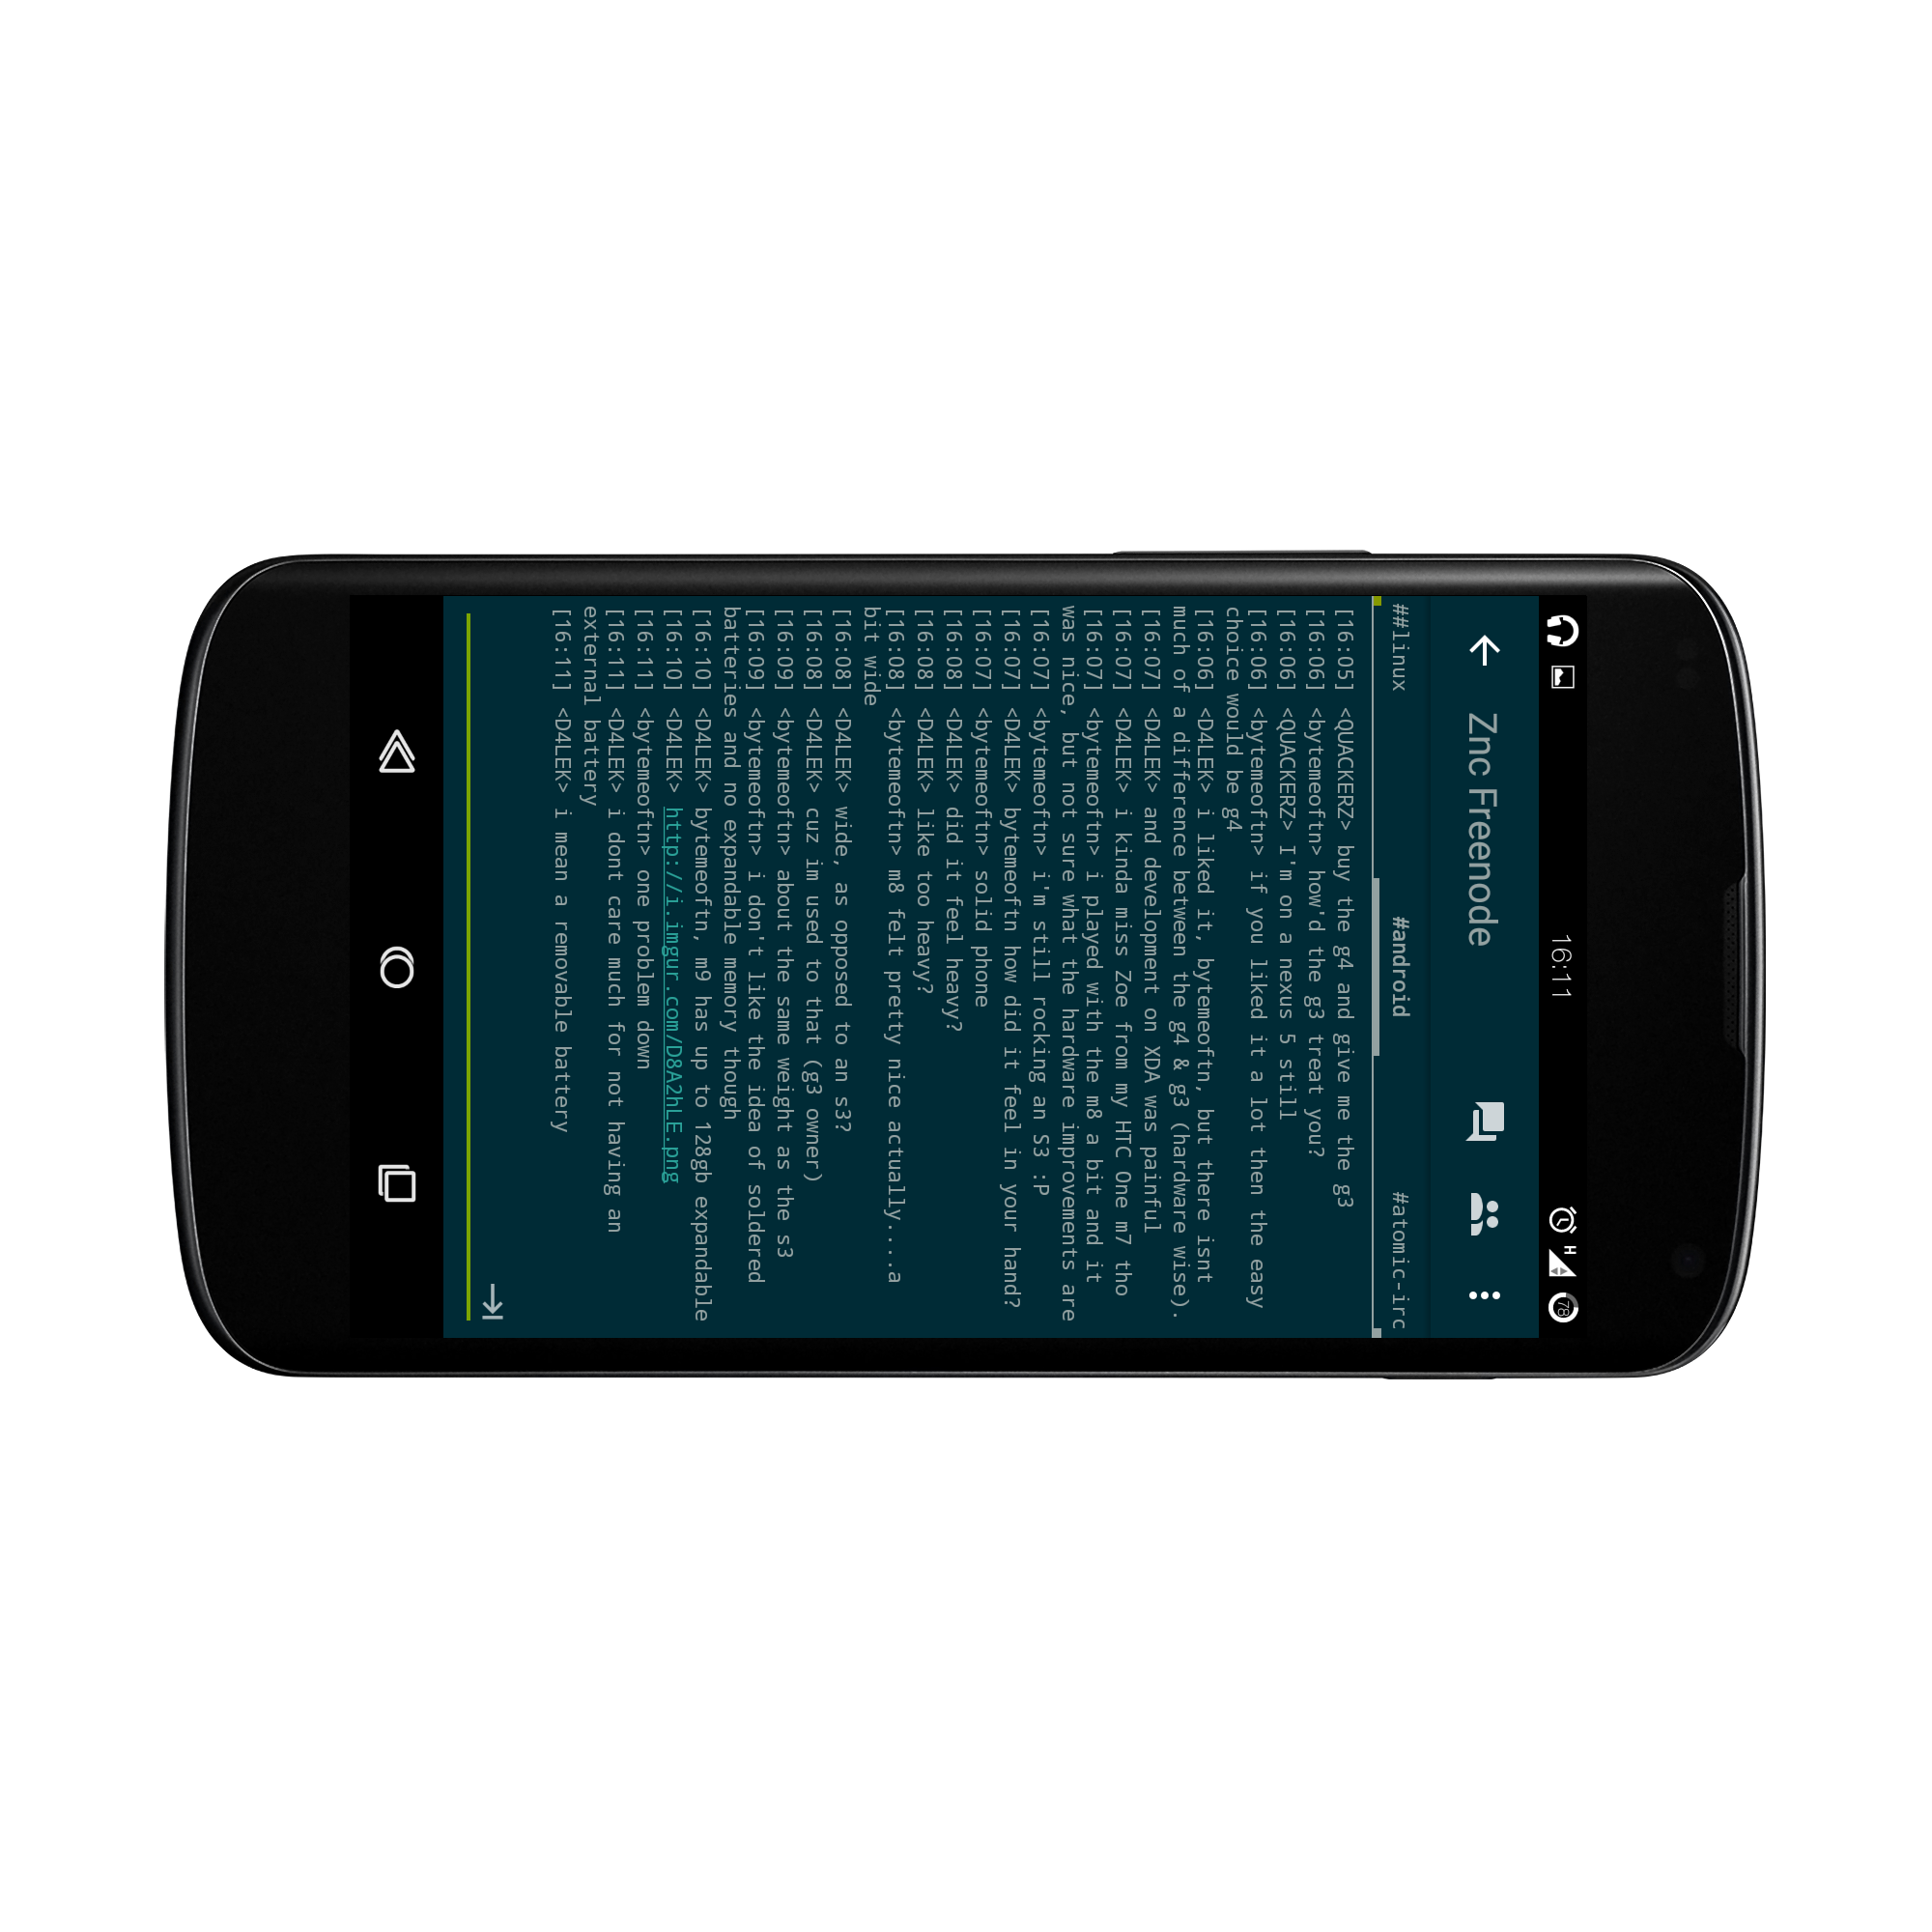 16:11
H
78
Znc Freenode
##linux
#android
#atomic-irc
[16:05] <QUACKERZ> buy the g4 and give me the g3
[16:06] <bytemeoftn> how'd the g3 treat you?
[16:06] <QUACKERZ> I'm on a nexus 5 still
[16:06] <bytemeoftn> if you liked it a lot then the easy
choice would be g4
[16:06] <D4LEK> i liked it, bytemeoftn, but there isnt
much of a difference between the g4 & g3 (hardware wise).
[16:07] <D4LEK> and development on XDA was painful
[16:07] <D4LEK> i kinda miss Zoe from my HTC One m7 tho
[16:07] <bytemeoftn> i played with the m8 a bit and it
was nice, but not sure what the hardware improvements are
[16:07] <bytemeoftn> i'm still rocking an S3 :P
[16:07] <D4LEK> bytemeoftn how did it feel in your hand?
[16:07] <bytemeoftn> solid phone
[16:08] <D4LEK> did it feel heavy?
[16:08] <D4LEK> like too heavy?
[16:08] <bytemeoftn> m8 felt pretty nice actually....a
bit wide
[16:08] <D4LEK> wide, as opposed to an s3?
[16:08] <D4LEK> cuz im used to that (g3 owner)
[16:09] <bytemeoftn> about the same weight as the s3
[16:09] <bytemeoftn> i don't like the idea of soldered
batteries and no expandable memory though
[16:10] <D4LEK> bytemeoftn, m9 has up to 128gb expandable
[16:10] <D4LEK> http://i.imgur.com/D8A2hLE.png
[16:11] <bytemeoftn> one problem down
[16:11] <D4LEK> i dont care much for not having an
external battery
[16:11] <D4LEK> i mean a removable battery